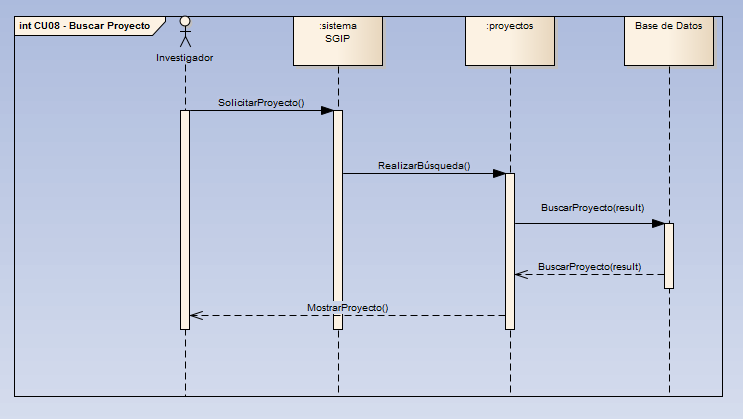 int CU08 - Buscar Proyecto
Investigador
:sistema
SGIP
:proyectos
Base de Datos
SolicitarProyecto()
RealizarBúsqueda()
BuscarProyecto(result)
BuscarProyecto(result)
MostrarProyecto()